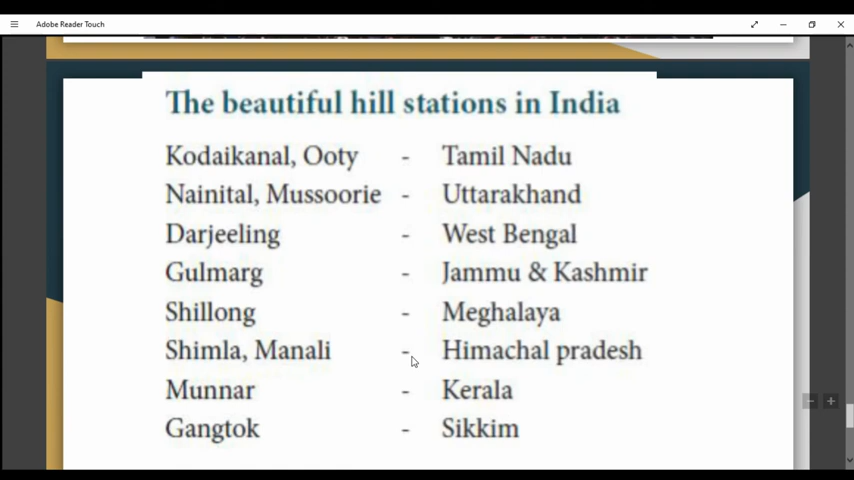 Adobe Reader Touch
The beautiful hill stations in India
Kodaikanal, Ooty - Tamil Nadu
Nainital, Mussoorie - Uttarakhand
Darjeeling - West Bengal
Gulmarg - Jammu & Kashmir
Shillong - Meghalaya
Shimla, Manali - Himachal pradesh
Munnar - Kerala
Gangtok - Sikkim